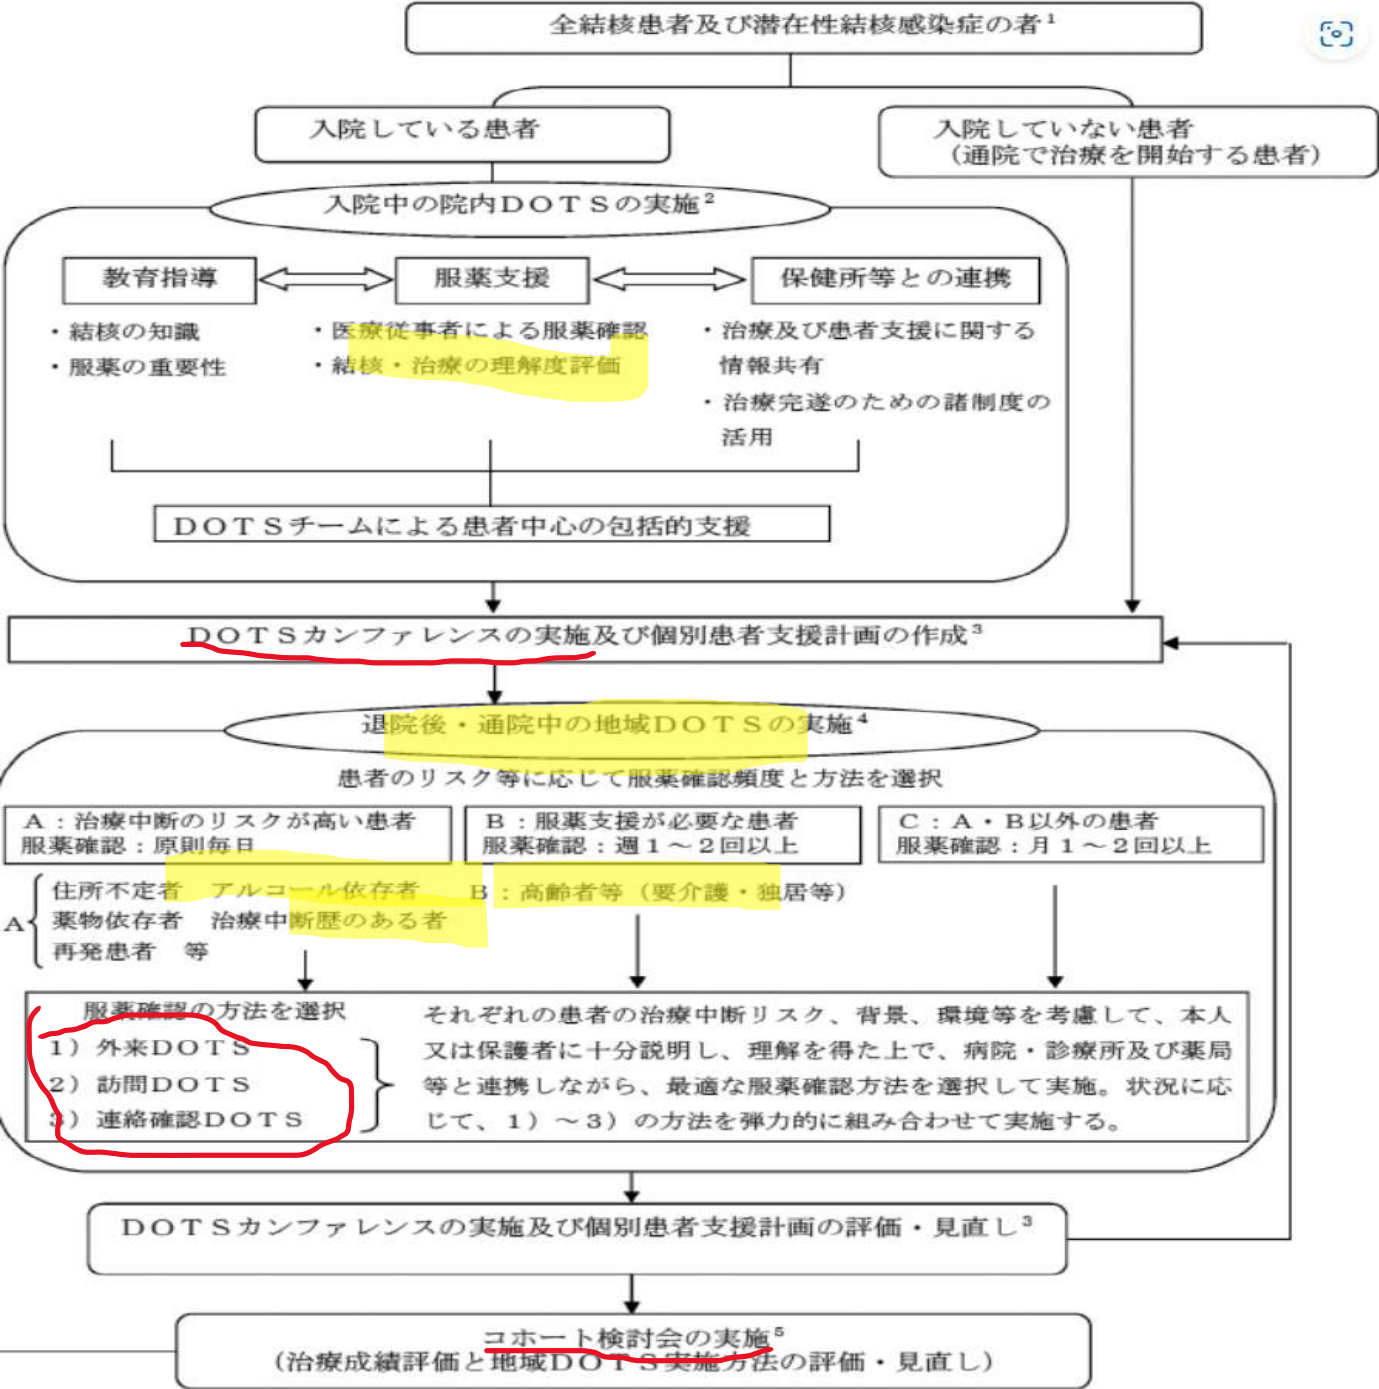 全結核患者及び潜在性結核感染症の者¹
入院している患者
入院していない患者
（通院で治療を開始する患者）
入院中の院内ＤＯＴＳの実施²
教育指導
服薬支援
保健所等との連携
・結核の知識
・服薬の重要性
・医療従事者による服薬確認
・結核・治療の理解度評価
・治療及び患者支援に関する
情報共有
・治療完遂のための諸制度の
活用
ＤＯＴＳチームによる患者中心の包括的支援
ＤＯＴＳカンファレンスの実施及び個別患者支援計画の作成³
退院後・通院中の地域ＤＯＴＳの実施⁴
患者のリスク等に応じて服薬確認頻度と方法を選択
Ａ：治療中断のリスクが高い患者
服薬確認：原則毎日
Ｂ：服薬支援が必要な患者
服薬確認：週１～２回以上
Ｃ：Ａ・Ｂ以外の患者
服薬確認：月１～２回以上
Ａ
住所不定者　アルコール依存者
薬物依存者　治療中断歴のある者
再発患者　等
Ｂ：高齢者等（要介護・独居等）
服薬確認の方法を選択
１）外来ＤＯＴＳ
２）訪問ＤＯＴＳ
３）連絡確認ＤＯＴＳ
それぞれの患者の治療中断リスク、背景、環境等を考慮して、本人
又は保護者に十分説明し、理解を得た上で、病院・診療所及び薬局
等と連携しながら、最適な服薬確認方法を選択して実施。状況に応
じて、１）～３）の方法を弾力的に組み合わせて実施する。
ＤＯＴＳカンファレンスの実施及び個別患者支援計画の評価・見直し³
コホート検討会の実施⁵
（治療成績評価と地域ＤＯＴＳ実施方法の評価・見直し）